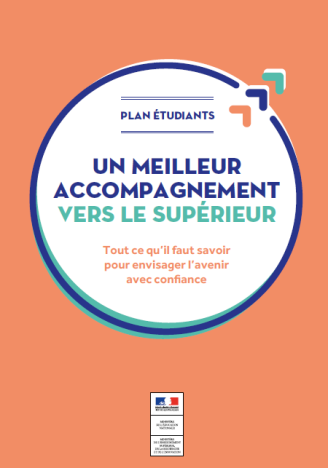 PLAN ÉTUDIANTS
UN MEILLEUR
ACCOMPAGNEMENT
VERS LE SUPÉRIEUR
Tout ce qu'il faut savoir
pour envisager l'avenir
avec confiance